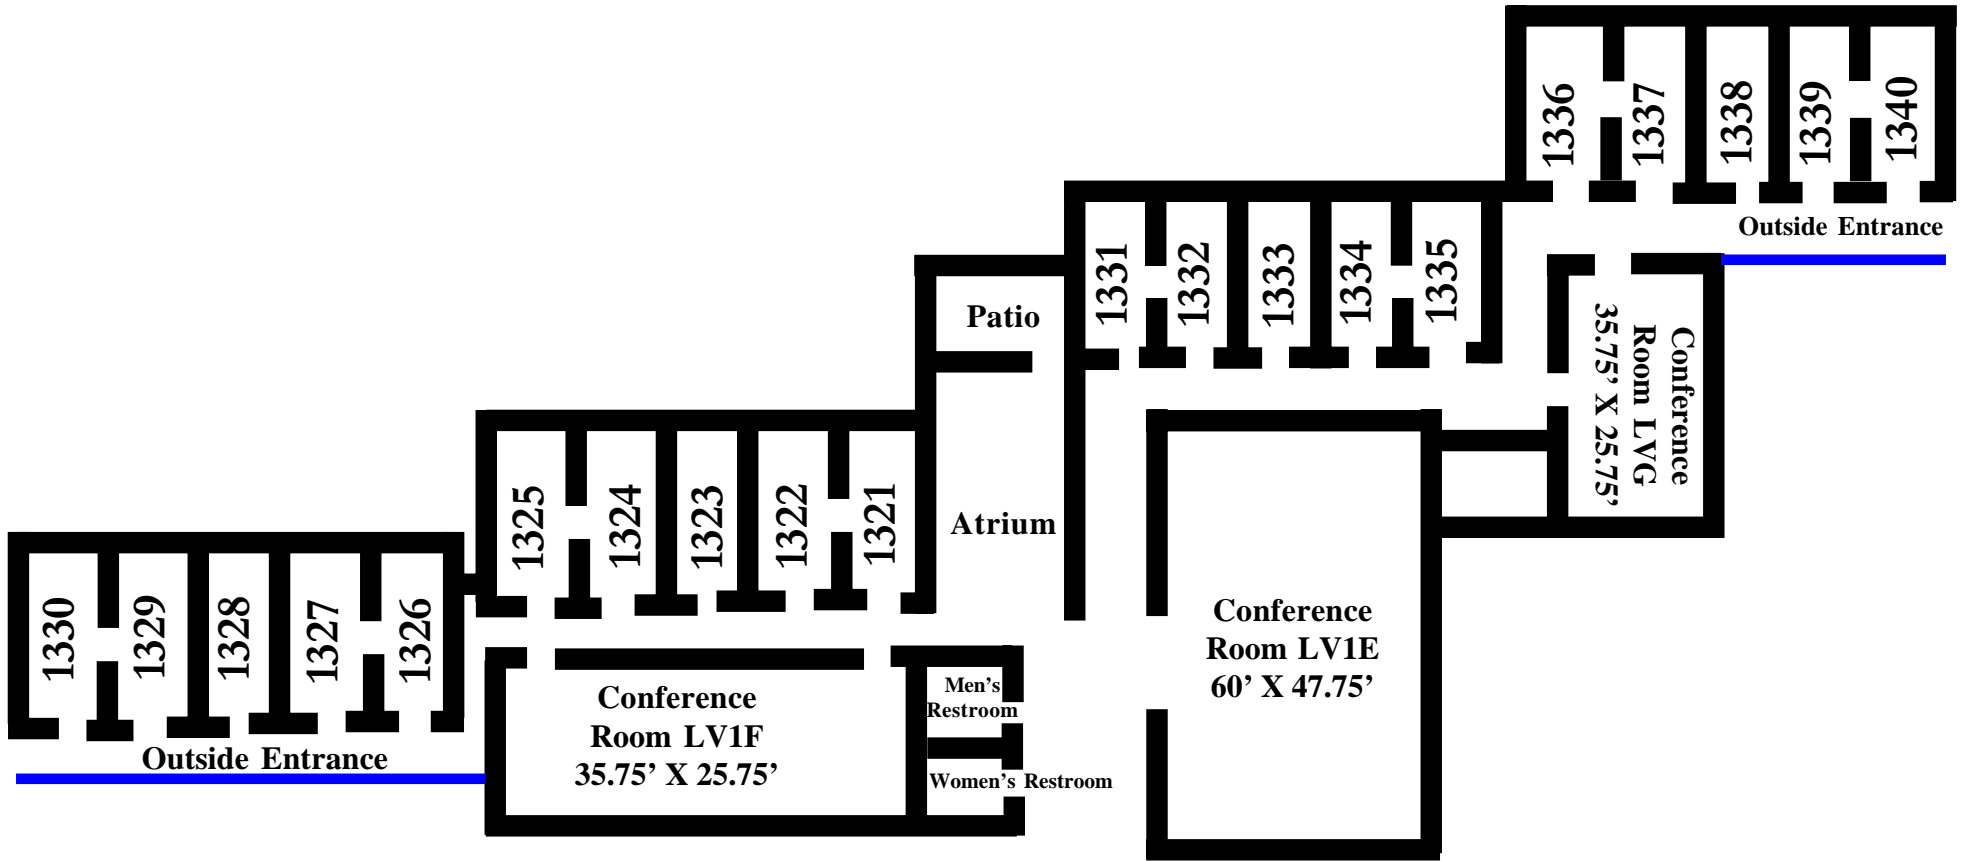 1336
1337
1338
1339
1340
Outside Entrance
1331
1332
1333
1334
1335
Patio
Conference
Room LVG
35.75' X 25.75'
1325
1324
1323
1322
1321
Atrium
1330
1329
1328
1327
1326
Outside Entrance
Conference
Room LV1F
35.75’ X 25.75’
Men’s
Restroom
Women’s Restroom
Conference
Room LV1E
60’ X 47.75’